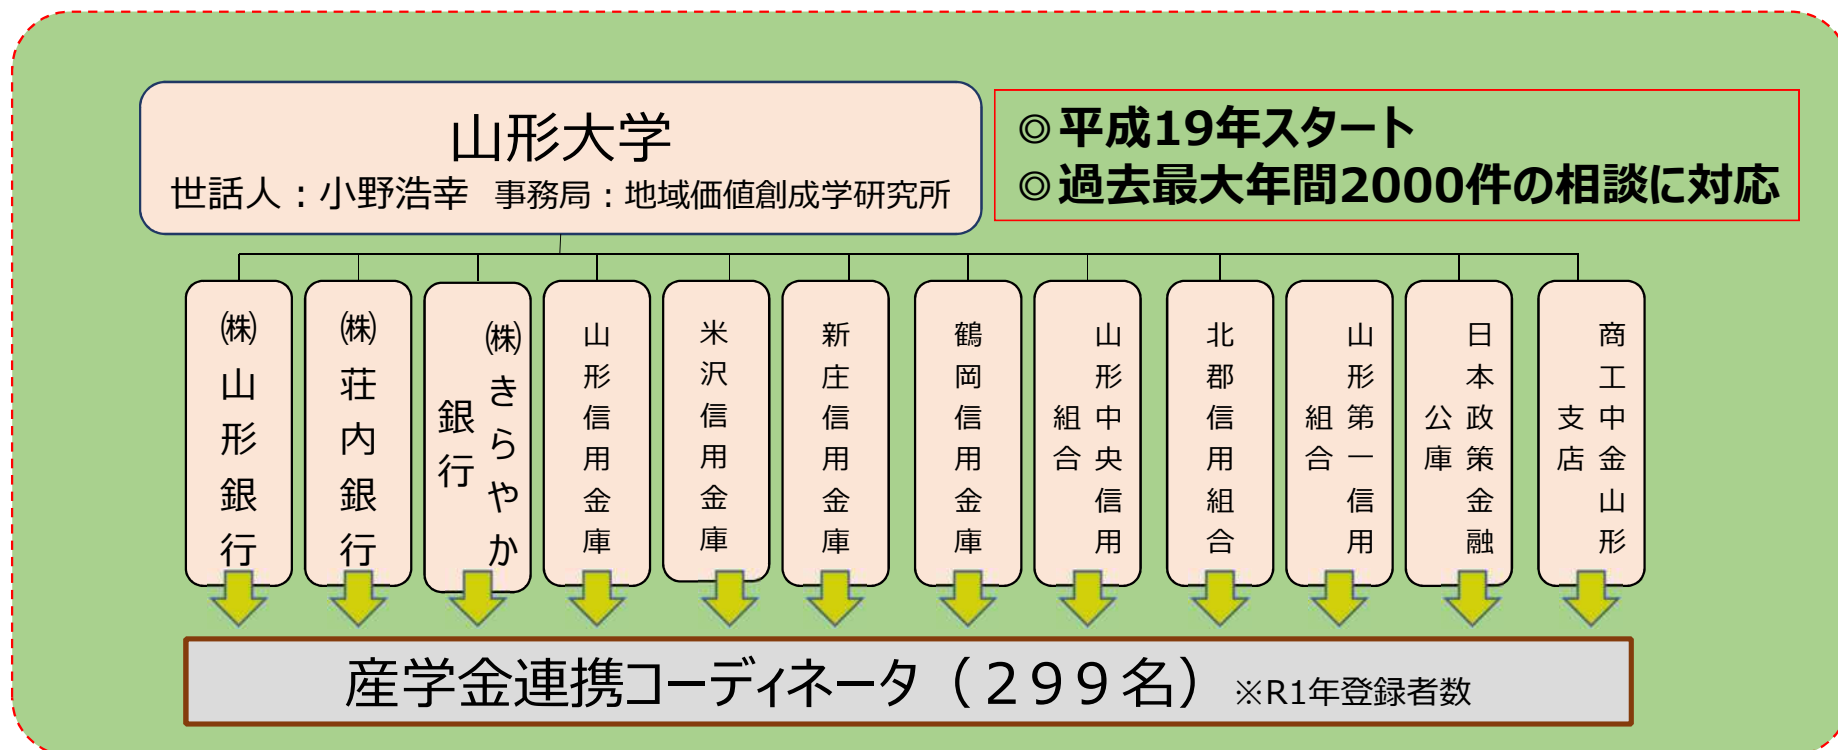 山形大学
世話人：小野浩幸 事務局：地域価値創成学研究所
◎平成19年スタート
◎過去最大年間2000件の相談に対応
㈱山形銀行
㈱荘内銀行
㈱きらやか
銀行
山形信用金庫
米沢信用金庫
新庄信用金庫
鶴岡信用金庫
山形中央信用
組合
北郡信用組合
山形第一信用
組合
日本政策金融
公庫
商工中金山形
支店
産学金連携コーディネータ（２９９名）※R1年登録者数